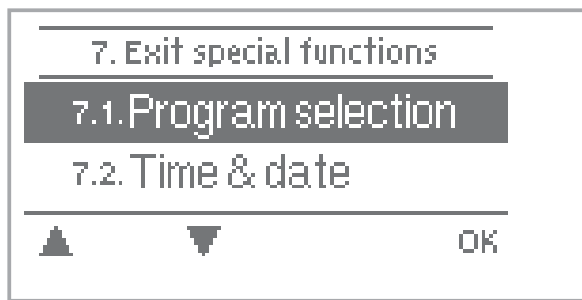 7. Exit special functions
7.1. Program selection
7.2. Time & date
OK